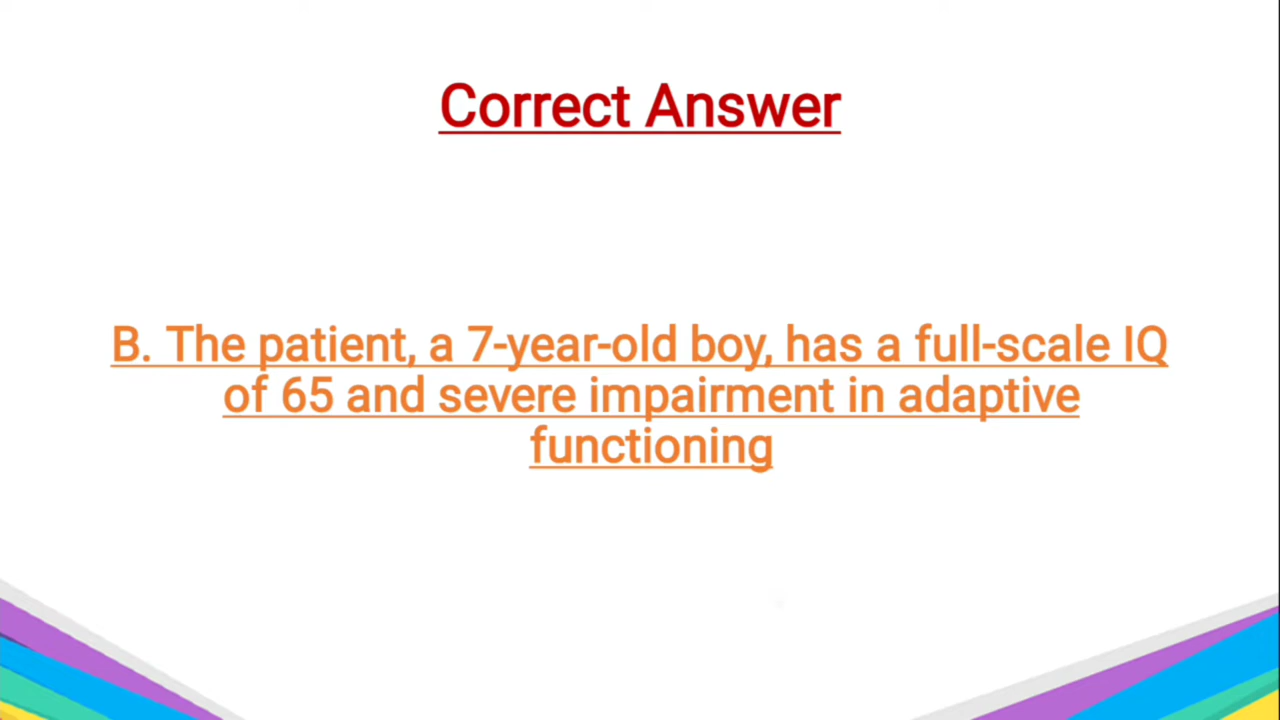 Correct Answer
B. The patient, a 7-year-old boy, has a full-scale IQ
of 65 and severe impairment in adaptive
functioning